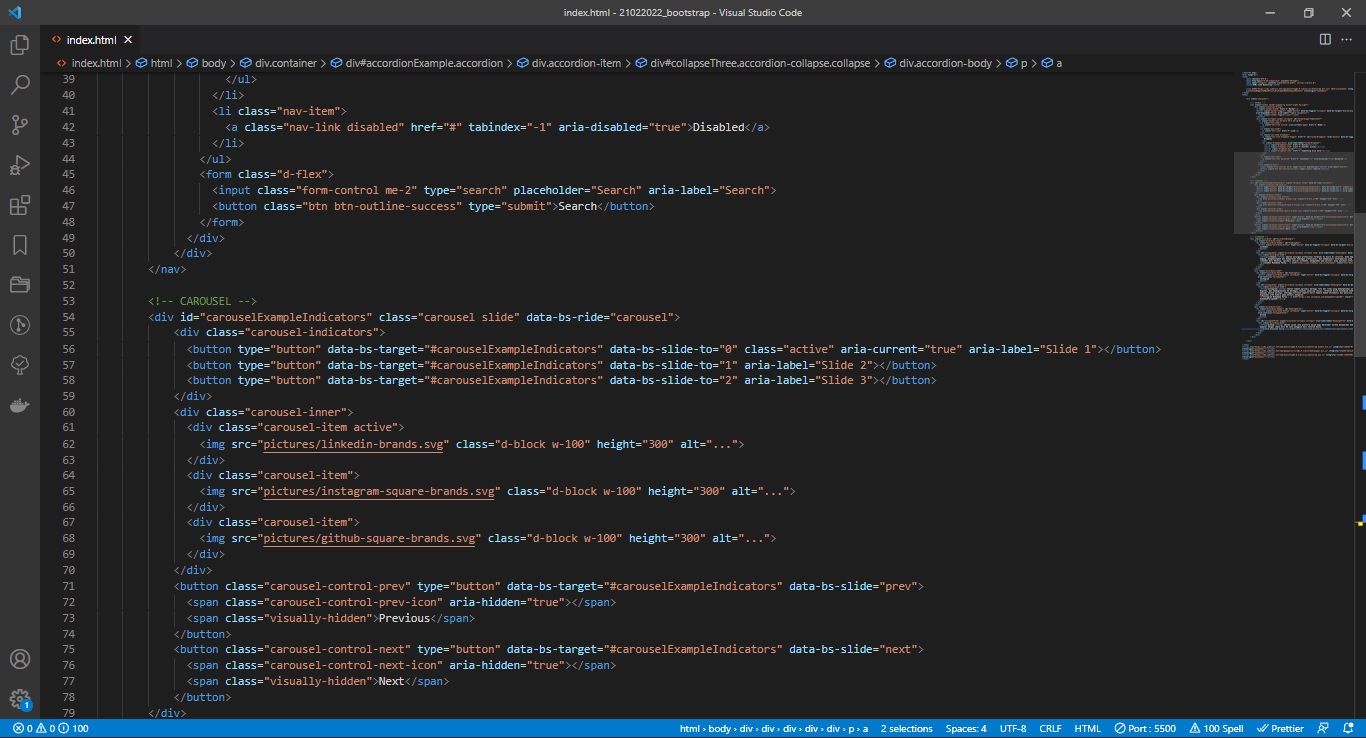 index.html - 21022022_bootstrap - Visual Studio Code
index.html
index.html > html > body > div.container > div#accordionExample.accordion > div.accordion-item > div#collapseThree.accordion-collapse.collapse > div.accordion-body > p > a
39 </ul>
40 </li>
41 <li class="nav-item">
42 <a class="nav-link disabled" href="#" tabindex="-1" aria-disabled="true">Disabled</a>
43 </li>
44 </ul>
45 <form class="d-flex">
46 <input class="form-control me-2" type="search" placeholder="Search" aria-label="Search">
47 <button class="btn btn-outline-success" type="submit">Search</button>
48 </form>
49 </div>
50 </div>
51 </nav>
52
53 <!-- CAROUSEL -->
54 <div id="carouselExampleIndicators" class="carousel slide" data-bs-ride="carousel">
55 <div class="carousel-indicators">
56 <button type="button" data-bs-target="#carouselExampleIndicators" data-bs-slide-to="0" class="active" aria-current="true" aria-label="Slide 1"></button>
57 <button type="button" data-bs-target="#carouselExampleIndicators" data-bs-slide-to="1" aria-label="Slide 2"></button>
58 <button type="button" data-bs-target="#carouselExampleIndicators" data-bs-slide-to="2" aria-label="Slide 3"></button>
59 </div>
60 <div class="carousel-inner">
61 <div class="carousel-item active">
62 <img src="pictures/linkedin-brands.svg" class="d-block w-100" height="300" alt="...">
63 </div>
64 <div class="carousel-item">
65 <img src="pictures/instagram-square-brands.svg" class="d-block w-100" height="300" alt="...">
66 </div>
67 <div class="carousel-item">
68 <img src="pictures/github-square-brands.svg" class="d-block w-100" height="300" alt="...">
69 </div>
70 </div>
71 <button class="carousel-control-prev" type="button" data-bs-target="#carouselExampleIndicators" data-bs-slide="prev">
72 <span class="carousel-control-prev-icon" aria-hidden="true"></span>
73 <span class="visually-hidden">Previous</span>
74 </button>
75 <button class="carousel-control-next" type="button" data-bs-target="#carouselExampleIndicators" data-bs-slide="next">
76 <span class="carousel-control-next-icon" aria-hidden="true"></span>
77 <span class="visually-hidden">Next</span>
78 </button>
79 </div>
1
0 0 100 html > body > div > div > div > div > div > p > a 2 selections Spaces: 4 UTF-8 CRLF HTML Port : 5500 100 Spell Prettier